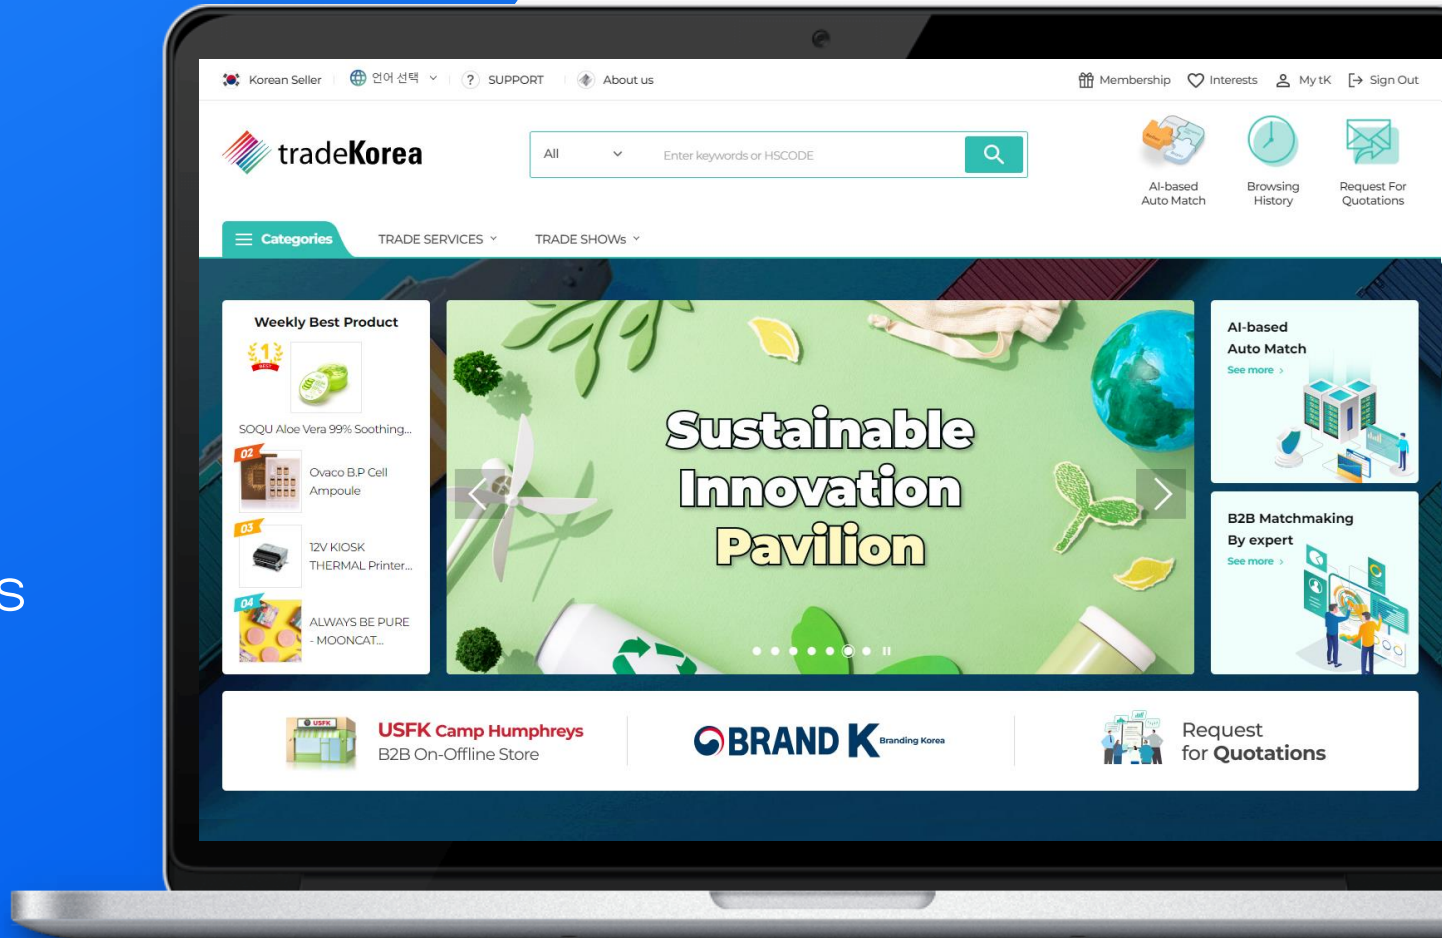 Korean Seller 언어 선택 ? SUPPORT About us
Membership Interests My tK Sign Out
tradeKorea
All Enter keywords or HSCODE
AI-based
Auto Match
Browsing
History
Request For
Quotations
Categories TRADE SERVICES TRADE SHOWs
Weekly Best Product
1
BEST
SOQU Aloe Vera 99% Soothing...
02
Ovaco B.P Cell
Ampoule
03
12V KIOSK
THERMAL Printer...
04
ALWAYS BE PURE
- MOONCAT...
Sustainable
Innovation
Pavilion
AI-based
Auto Match
See more >
B2B Matchmaking
By expert
See more >
s
USFK
USFK Camp Humphreys
B2B On-Offline Store
BRAND K Branding Korea
Request
for Quotations